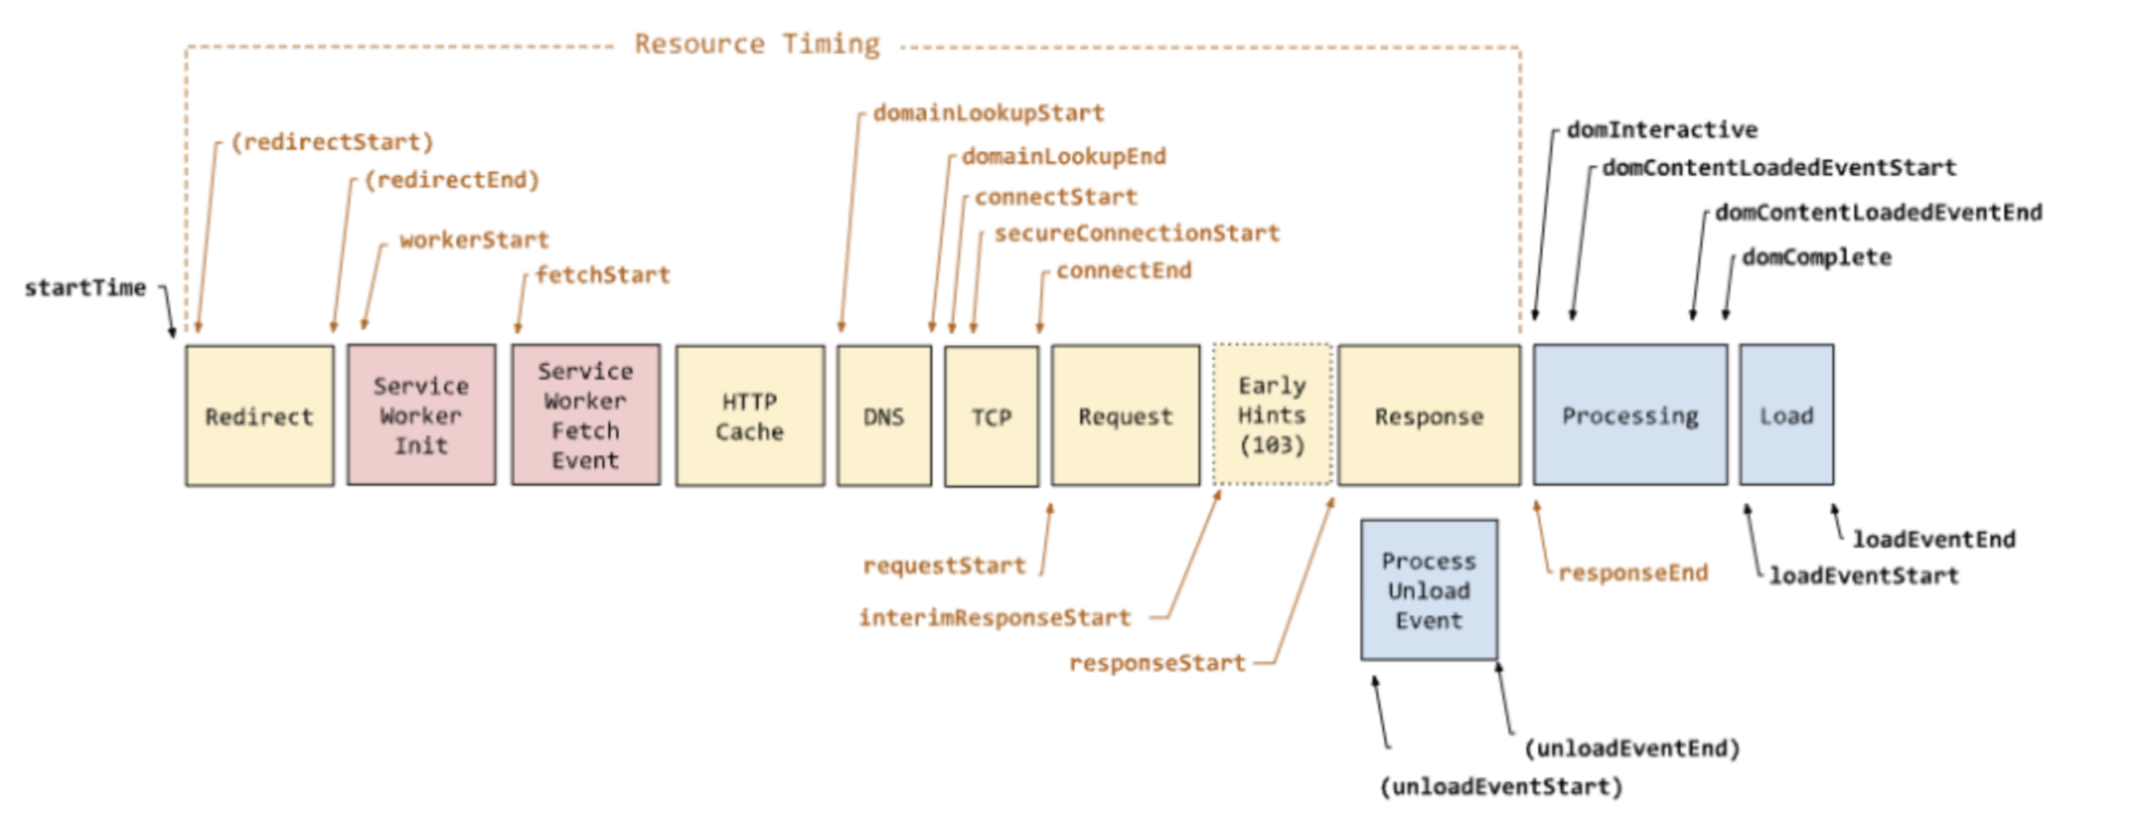 Resource Timing
domainLookupStart
(redirectStart)
domInteractive
domainLookupEnd
domContentLoadedEventStart
(redirectEnd)
connectStart
domContentLoadedEventEnd
secureConnectionStart
workerStart
domComplete
connectEnd
fetchStart
startTime
Redirect
Service
Worker
Init
Service
Worker
Fetch
Event
HTTP
Cache
DNS
TCP
Request
Early
Hints
(103)
Response
Processing
Load
loadEventEnd
requestStart
Process
Unload
Event
responseEnd
loadEventStart
interimResponseStart
responseStart
(unloadEventEnd)
(unloadEventStart)